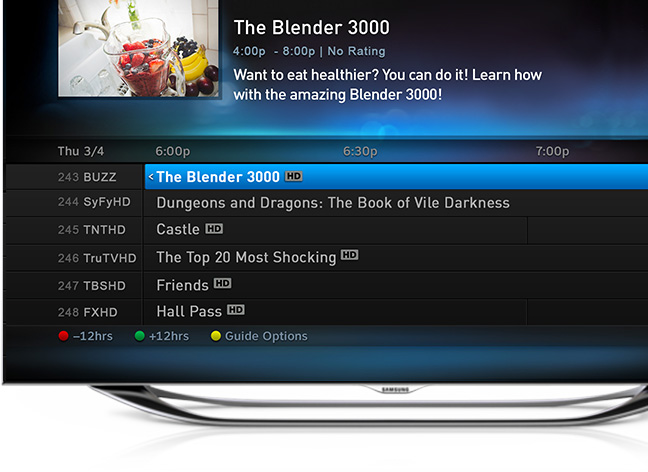 The Blender 3000
4:00p - 8:00p | No Rating
Want to eat healthier? You can do it! Learn how
with the amazing Blender 3000!
Thu 3/4 6:00p 6:30p 7:00p
243 BUZZ <The Blender 3000 HD
244 SyFyHD Dungeons and Dragons: The Book of Vile Darkness
245 TNTHD Castle HD
246 TruTVHD The Top 20 Most Shocking HD
247 TBSHD Friends HD
248 FXHD Hall Pass HD
–12hrs +12hrs Guide Options
SAMSUNG